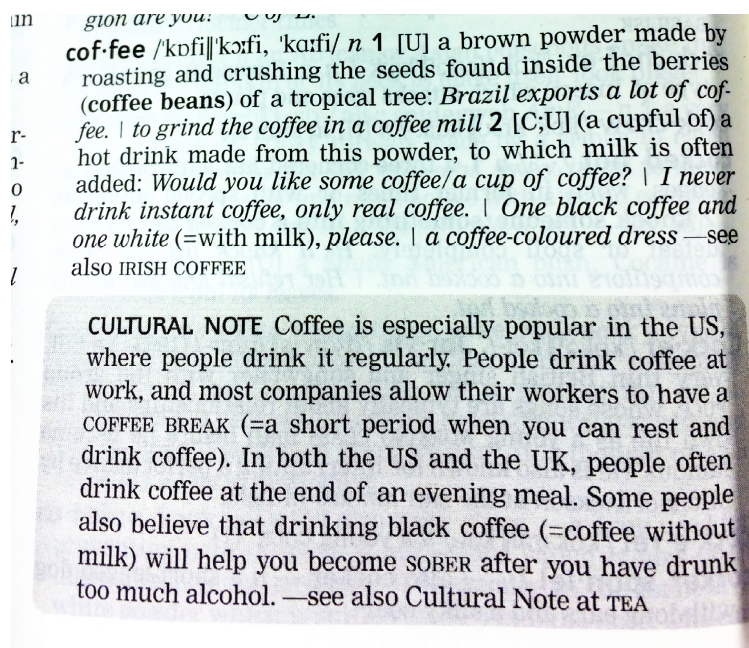 in
gion are you?
cof·fee /ˈkɒfi‖ˈkɔːfi, ˈkɑːfi/ n 1 [U] a brown powder made by
a
roasting and crushing the seeds found inside the berries
(coffee beans) of a tropical tree: Brazil exports a lot of cof-
r-
fee. | to grind the coffee in a coffee mill 2 [C;U] (a cupful of) a
n-
hot drink made from this powder, to which milk is often
o
added: Would you like some coffee/a cup of coffee? | I never
l,
drink instant coffee, only real coffee. | One black coffee and
one white (=with milk), please. | a coffee-coloured dress —see
l
also IRISH COFFEE
CULTURAL NOTE Coffee is especially popular in the US,
where people drink it regularly. People drink coffee at
work, and most companies allow their workers to have a
COFFEE BREAK (=a short period when you can rest and
drink coffee). In both the US and the UK, people often
drink coffee at the end of an evening meal. Some people
also believe that drinking black coffee (=coffee without
milk) will help you become SOBER after you have drunk
too much alcohol. —see also Cultural Note at TEA